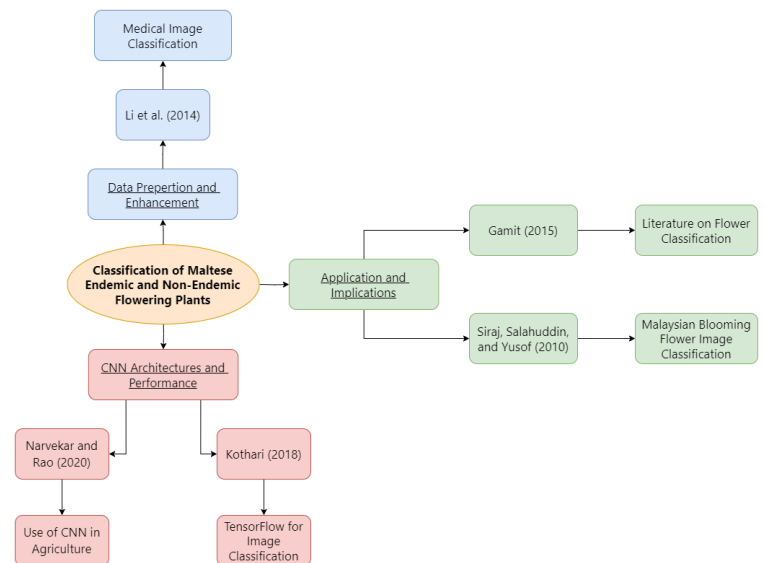 Medical Image
Classification
Li et al. (2014)
Data Prepertion and
Enhancement
Classification of Maltese
Endemic and Non-Endemic
Flowering Plants
Application and
Implications
Gamit (2015)
Literature on Flower
Classification
Siraj, Salahuddin,
and Yusof (2010)
Malaysian Blooming
Flower Image
Classification
CNN Architectures and
Performance
Narvekar and
Rao (2020)
Kothari (2018)
Use of CNN in
Agriculture
TensorFlow for
Image
Classification